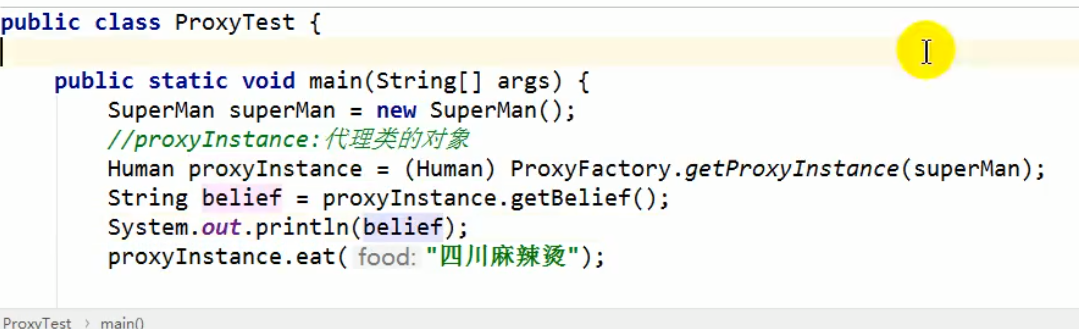 public class ProxyTest {
public static void main(String[] args) {
SuperMan superMan = new SuperMan();
//proxyInstance:代理类的对象
Human proxyInstance = (Human) ProxyFactory.getProxyInstance(superMan);
String belief = proxyInstance.getBelief();
System.out.println(belief);
proxyInstance.eat( food: "四川麻辣烫");
ProxyTest › main()